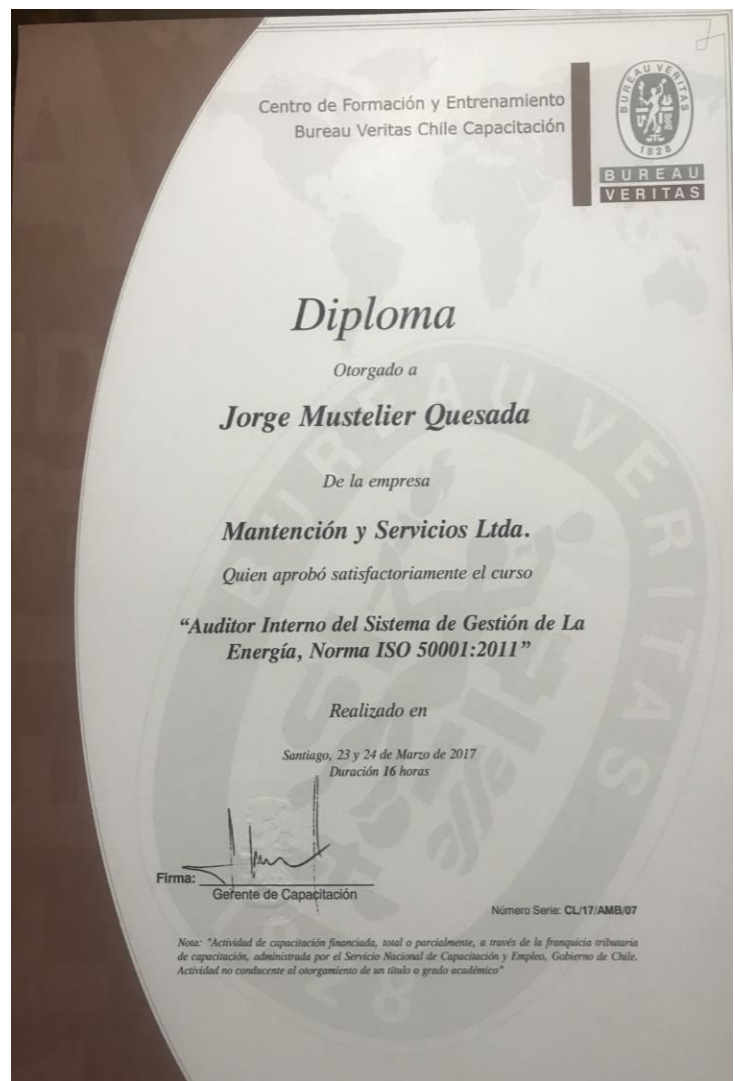 Centro de Formación y Entrenamiento
Bureau Veritas Chile Capacitación
BUREAU VERITAS
1828
BUREAU
VERITAS
Diploma
Otorgado a
Jorge Mustelier Quesada
De la empresa
Mantención y Servicios Ltda.
Quien aprobó satisfactoriamente el curso
“Auditor Interno del Sistema de Gestión de La
Energía, Norma ISO 50001:2011”
Realizado en
Santiago, 23 y 24 de Marzo de 2017
Duración 16 horas
Firma:
Gerente de Capacitación
Número Serie: CL/17/AMB/07
Nota: "Actividad de capacitación financiada, total o parcialmente, a través de la franquicia tributaria
de capacitación, administrada por el Servicio Nacional de Capacitación y Empleo, Gobierno de Chile.
Actividad no conducente al otorgamiento de un título o grado académico"
BUREAU VERITAS